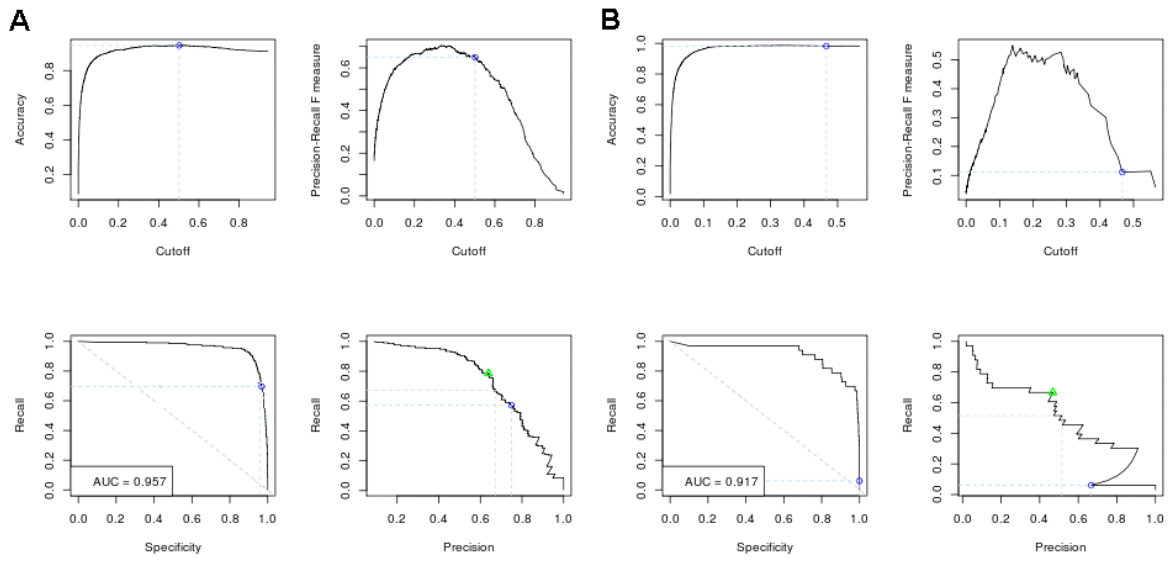 A
B
Accuracy
0.2 0.4 0.6 0.8
0.0 0.2 0.4 0.6 0.8
Cutoff
Precision-Recall F measure
0.0 0.2 0.4 0.6
0.0 0.2 0.4 0.6 0.8
Cutoff
Accuracy
0.0 0.2 0.4 0.6 0.8 1.0
0.0 0.1 0.2 0.3 0.4 0.5
Cutoff
Precision-Recall F measure
0.1 0.2 0.3 0.4 0.5
0.0 0.1 0.2 0.3 0.4 0.5
Cutoff
Recall
0.0 0.2 0.4 0.6 0.8 1.0
AUC = 0.957
0.0 0.2 0.4 0.6 0.8 1.0
Specificity
Recall
0.0 0.2 0.4 0.6 0.8 1.0
0.2 0.4 0.6 0.8 1.0
Precision
Recall
0.0 0.2 0.4 0.6 0.8 1.0
AUC = 0.917
0.0 0.2 0.4 0.6 0.8 1.0
Specificity
Recall
0.0 0.2 0.4 0.6 0.8 1.0
0.0 0.2 0.4 0.6 0.8 1.0
Precision